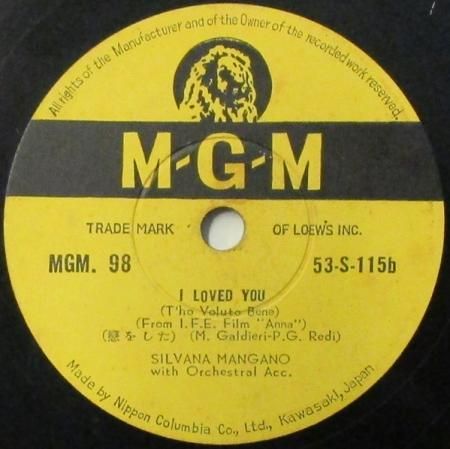 All rights of the Manufacturer and of the Owner of the recorded work reserved.
M-G-M
TRADE MARK OF LOEW'S INC.
MGM. 98 53-S-115b
I LOVED YOU
(T'ho Voluto Bene)
(From I.F.E. Film "Anna")
(戀をした) (M. Galdieri-P.G. Redi)
SILVANA MANGANO
with Orchestral Acc.
Made by Nippon Columbia Co., Ltd., Kawasaki, Japan